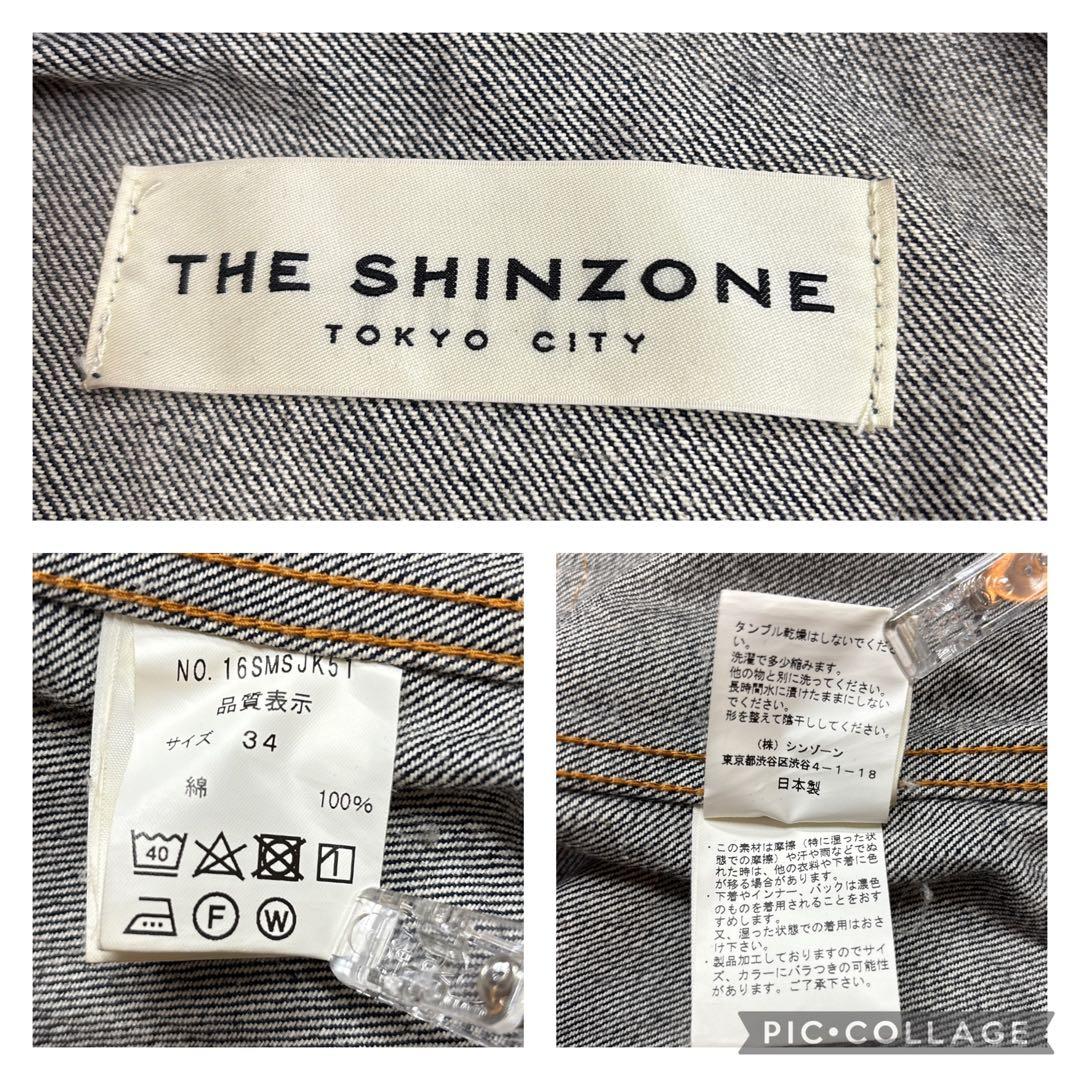 THE SHINZONE
TOKYO CITY
NO. 16SMSJK51
品質表示
サイズ 34
綿 100%
40
1
F W
タンブル乾燥はしないでくださ
い。
洗濯で多少縮みます。
他の物と別に洗ってください。
長時間水に漬けたままにしない
でください。
形を整えて陰干ししてください。
(株) シンゾーン
東京都渋谷区渋谷4-1-18
日本製
・この素材は摩擦(特に湿った状
態での摩擦)や汗や雨などでぬ
れた時は、他の衣料や下着に色
が移る場合があります。
・下着やインナー、バックは濃色
のものを着用されることをおす
すめします。
又、湿った状態での着用はおさ
け下さい。
・製品加工しておりますのでサイ
ズ、カラーにバラつきの可能性
があります。ご了承下さい。
PIC•COLLAGE